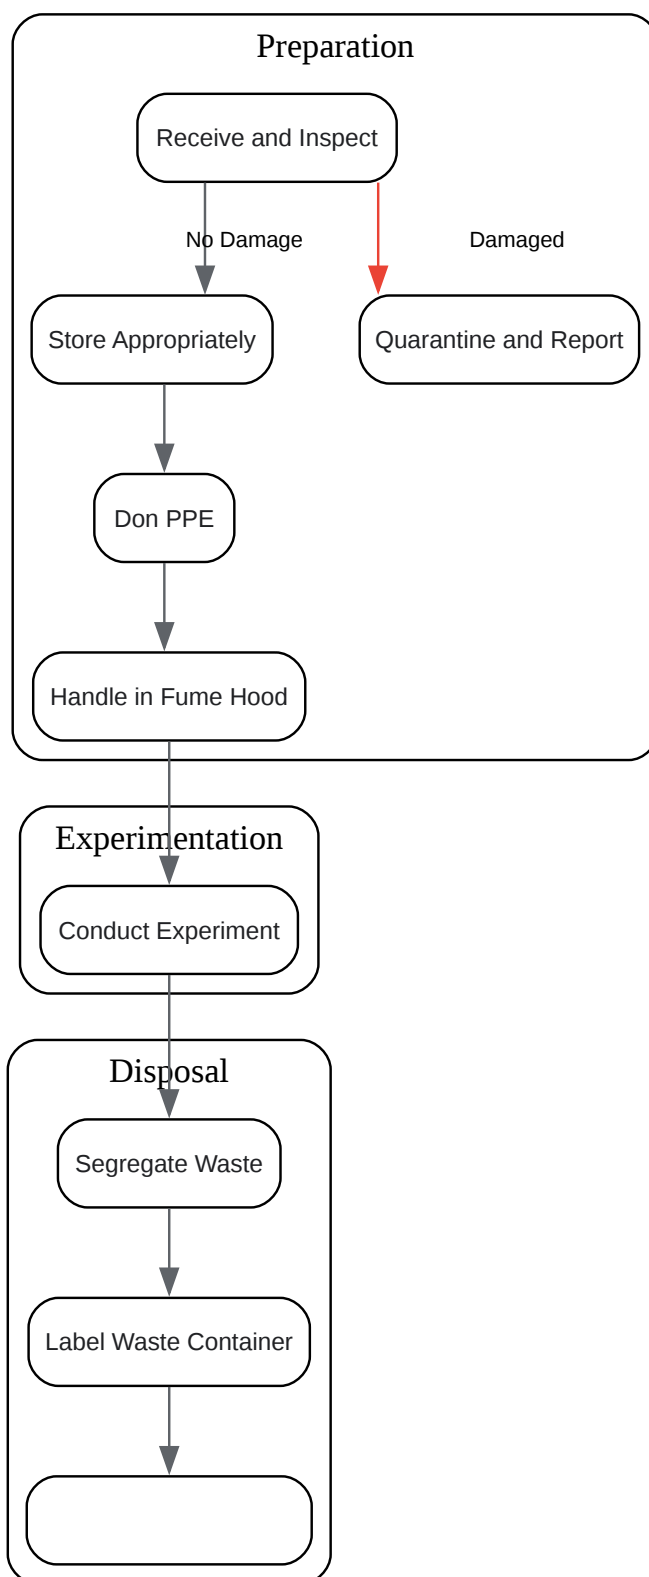 Preparation
Receive and Inspect
No Damage
Damaged
Store Appropriately
Quarantine and Report
Don PPE
Handle in Fume Hood
Experimentation
Conduct Experiment
Disposal
Segregate Waste
Label Waste Container